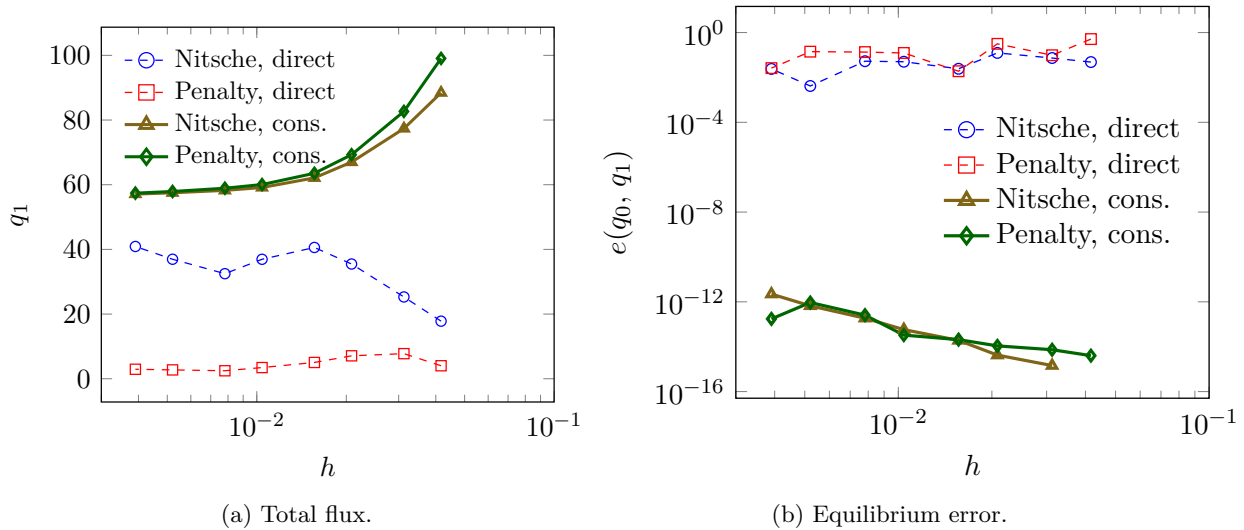 100
80
60
40
20
0
q₁
Nitsche, direct
Penalty, direct
Nitsche, cons.
Penalty, cons.
10⁻² 10⁻¹
h
(a) Total flux.
10⁰
10⁻⁴
10⁻⁸
10⁻¹²
10⁻¹⁶
e(q₀, q₁)
Nitsche, direct
Penalty, direct
Nitsche, cons.
Penalty, cons.
10⁻² 10⁻¹
h
(b) Equilibrium error.